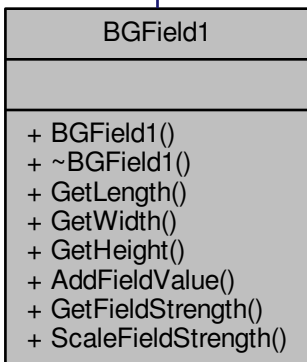 BGField1
+ BGField1()
+ ~BGField1()
+ GetLength()
+ GetWidth()
+ GetHeight()
+ AddFieldValue()
+ GetFieldStrength()
+ ScaleFieldStrength()